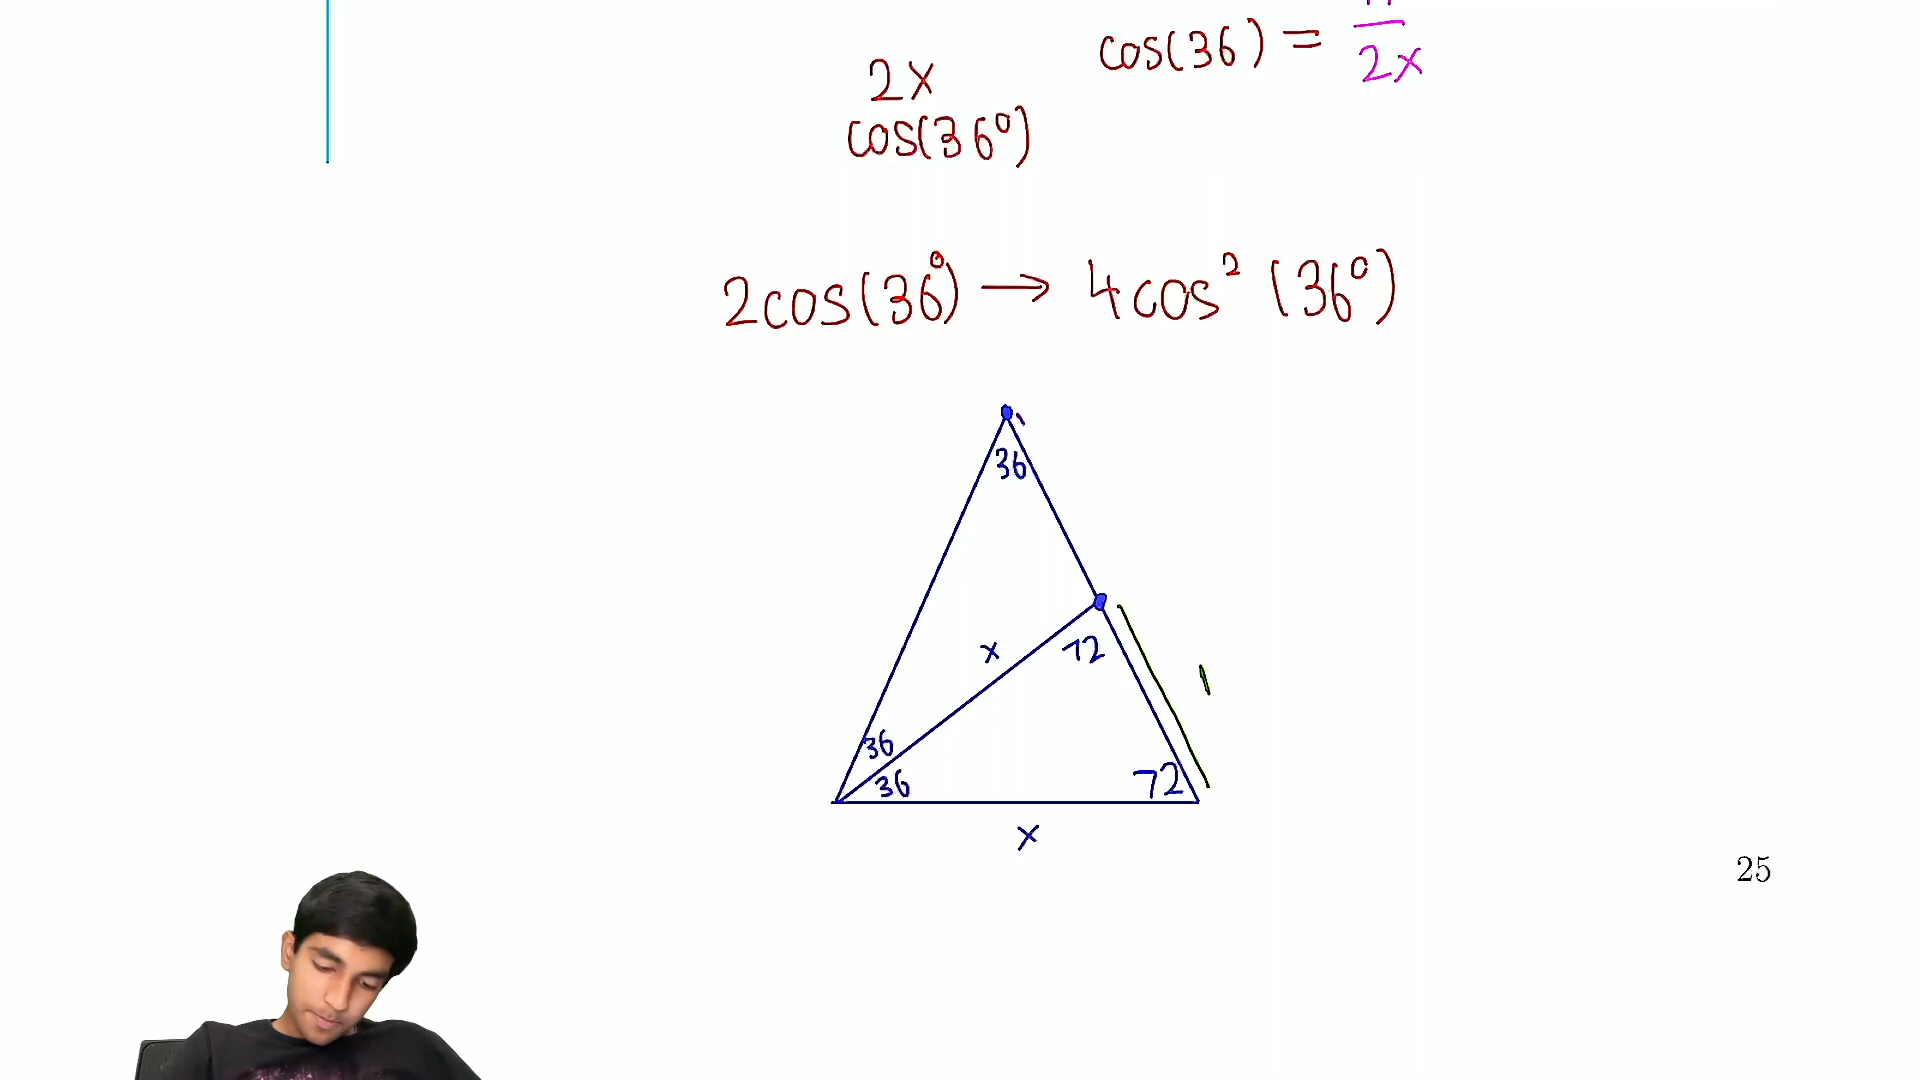 cos(36) = 
2x
2x
cos(36°)
2cos(36°) → 4cos² (36°)
36
x
72
1
36
36
72
x
25